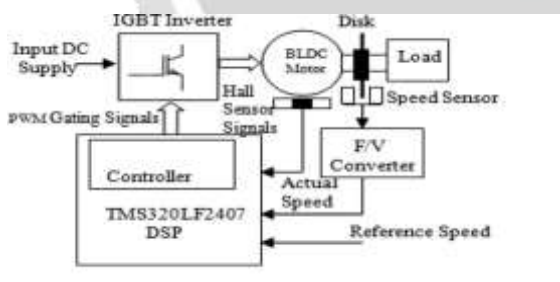 IGBT Inverter
Disk
Input DC
Supply
BLDC
Motor
Load
Hall
Sensor
Signals
Speed Sensor
PWM Gating Signals
F/V
Converter
Controller
Actual
Speed
TMS320LF2407
DSP
Reference Speed